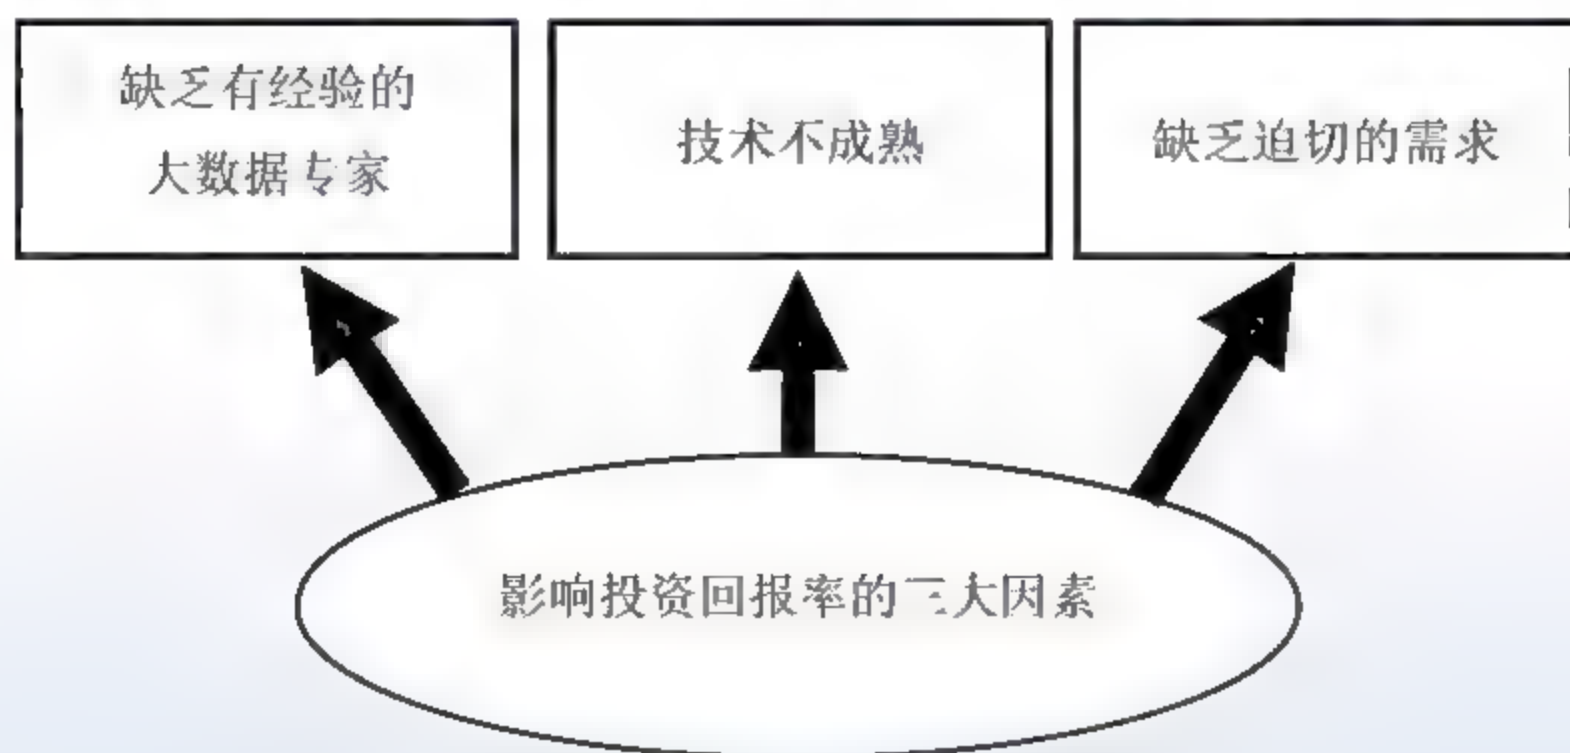 缺乏有经验的
大数据专家
技术不成熟
缺乏迫切的需求
影响投资回报率的三大因素